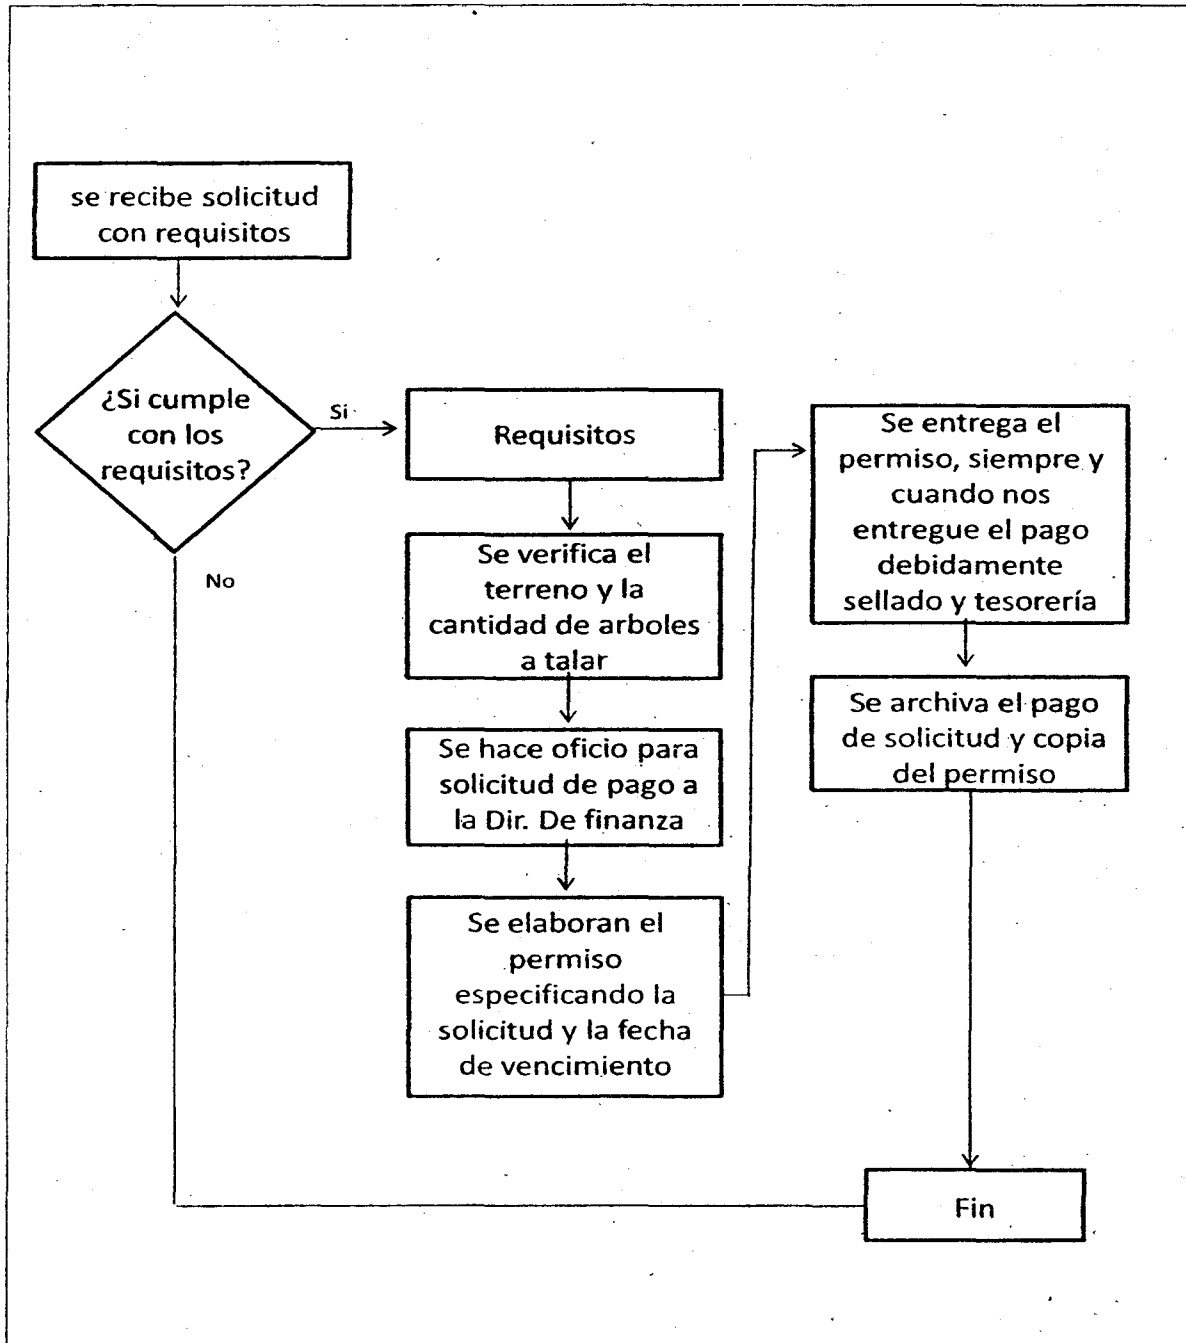 se recibe solicitud
con requisitos
¿Si cumple
con los
requisitos?
Si
No
Requisitos
Se verifica el
terreno y la
cantidad de arboles
a talar
Se hace oficio para
solicitud de pago a
la Dir. De finanza
Se elaboran el
permiso
especificando la
solicitud y la fecha
de vencimiento
Se entrega el
permiso, siempre y
cuando nos
entregue el pago
debidamente
sellado y tesorería
Se archiva el pago
de solicitud y copia
del permiso
Fin